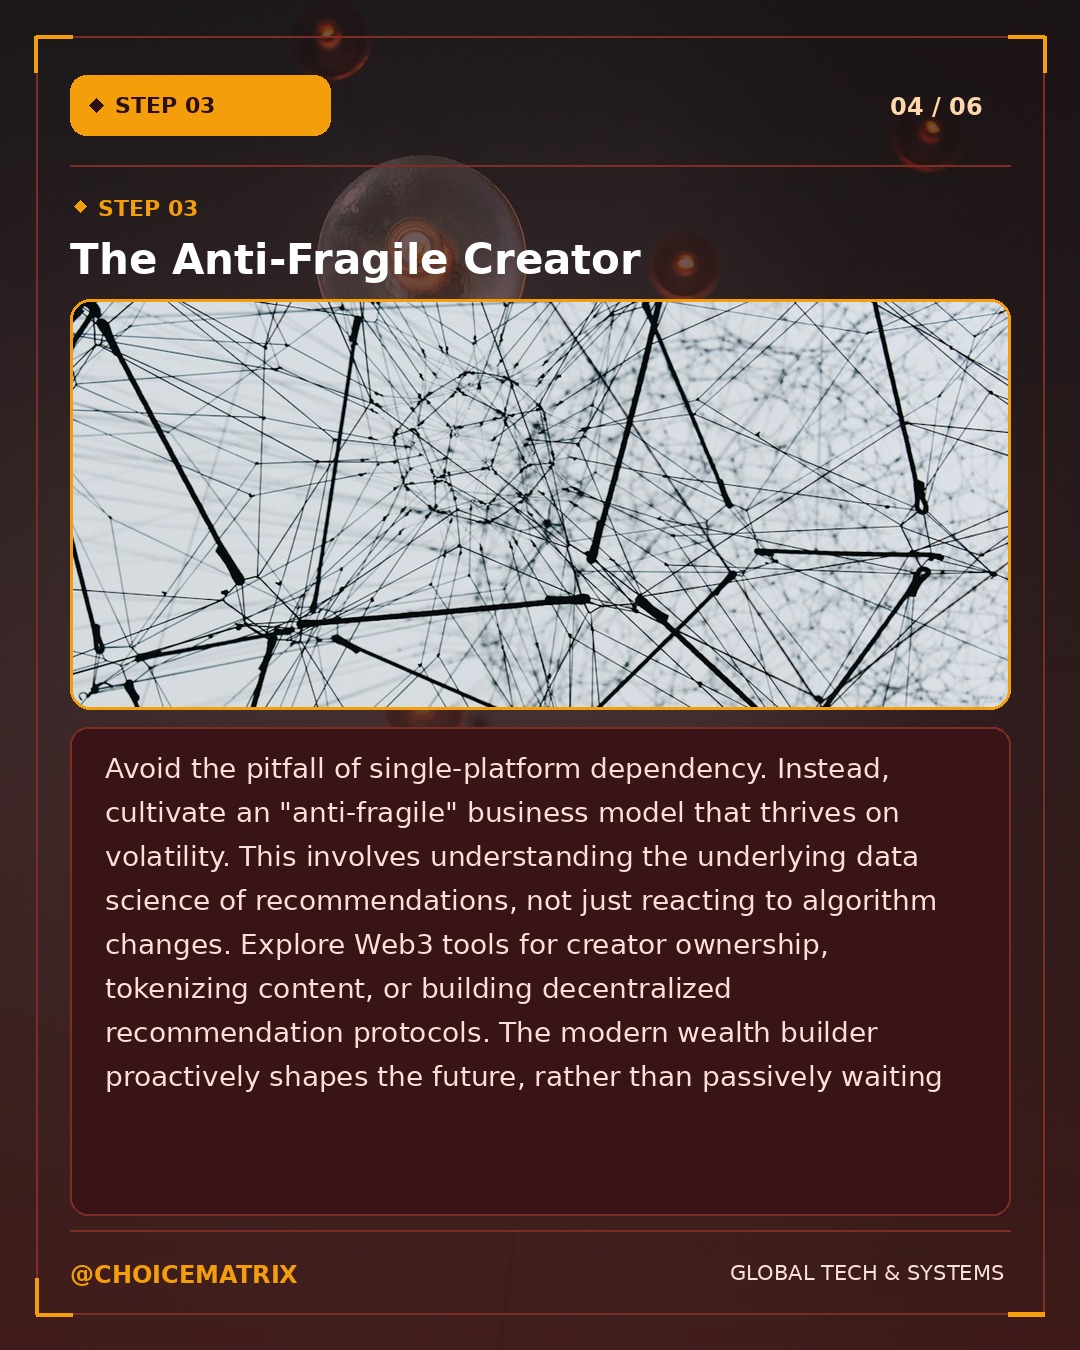 STEP 03
04 / 06
STEP 03
The Anti-Fragile Creator
Avoid the pitfall of single-platform dependency. Instead,
cultivate an "anti-fragile" business model that thrives on
volatility. This involves understanding the underlying data
science of recommendations, not just reacting to algorithm
changes. Explore Web3 tools for creator ownership,
tokenizing content, or building decentralized
recommendation protocols. The modern wealth builder
proactively shapes the future, rather than passively waiting
@CHOICEMATRIX
GLOBAL TECH & SYSTEMS